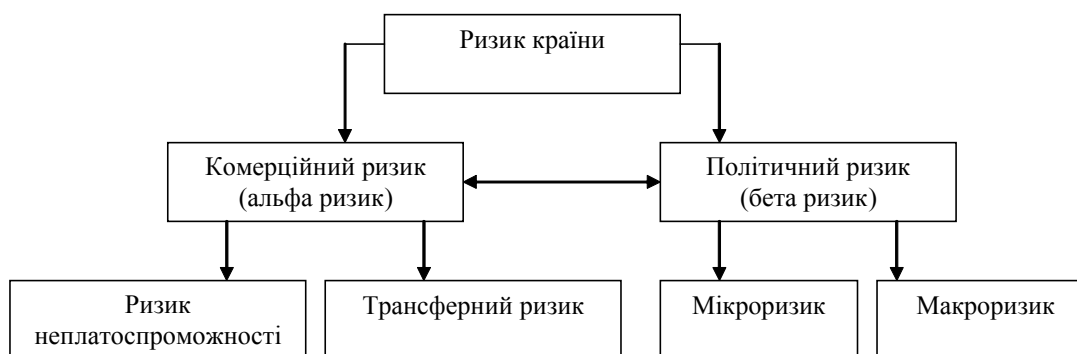 Ризик країни
Комерційний ризик
(альфа ризик)
Політичний ризик
(бета ризик)
Ризик
неплатоспроможності
Трансферний ризик
Мікроризик
Макроризик